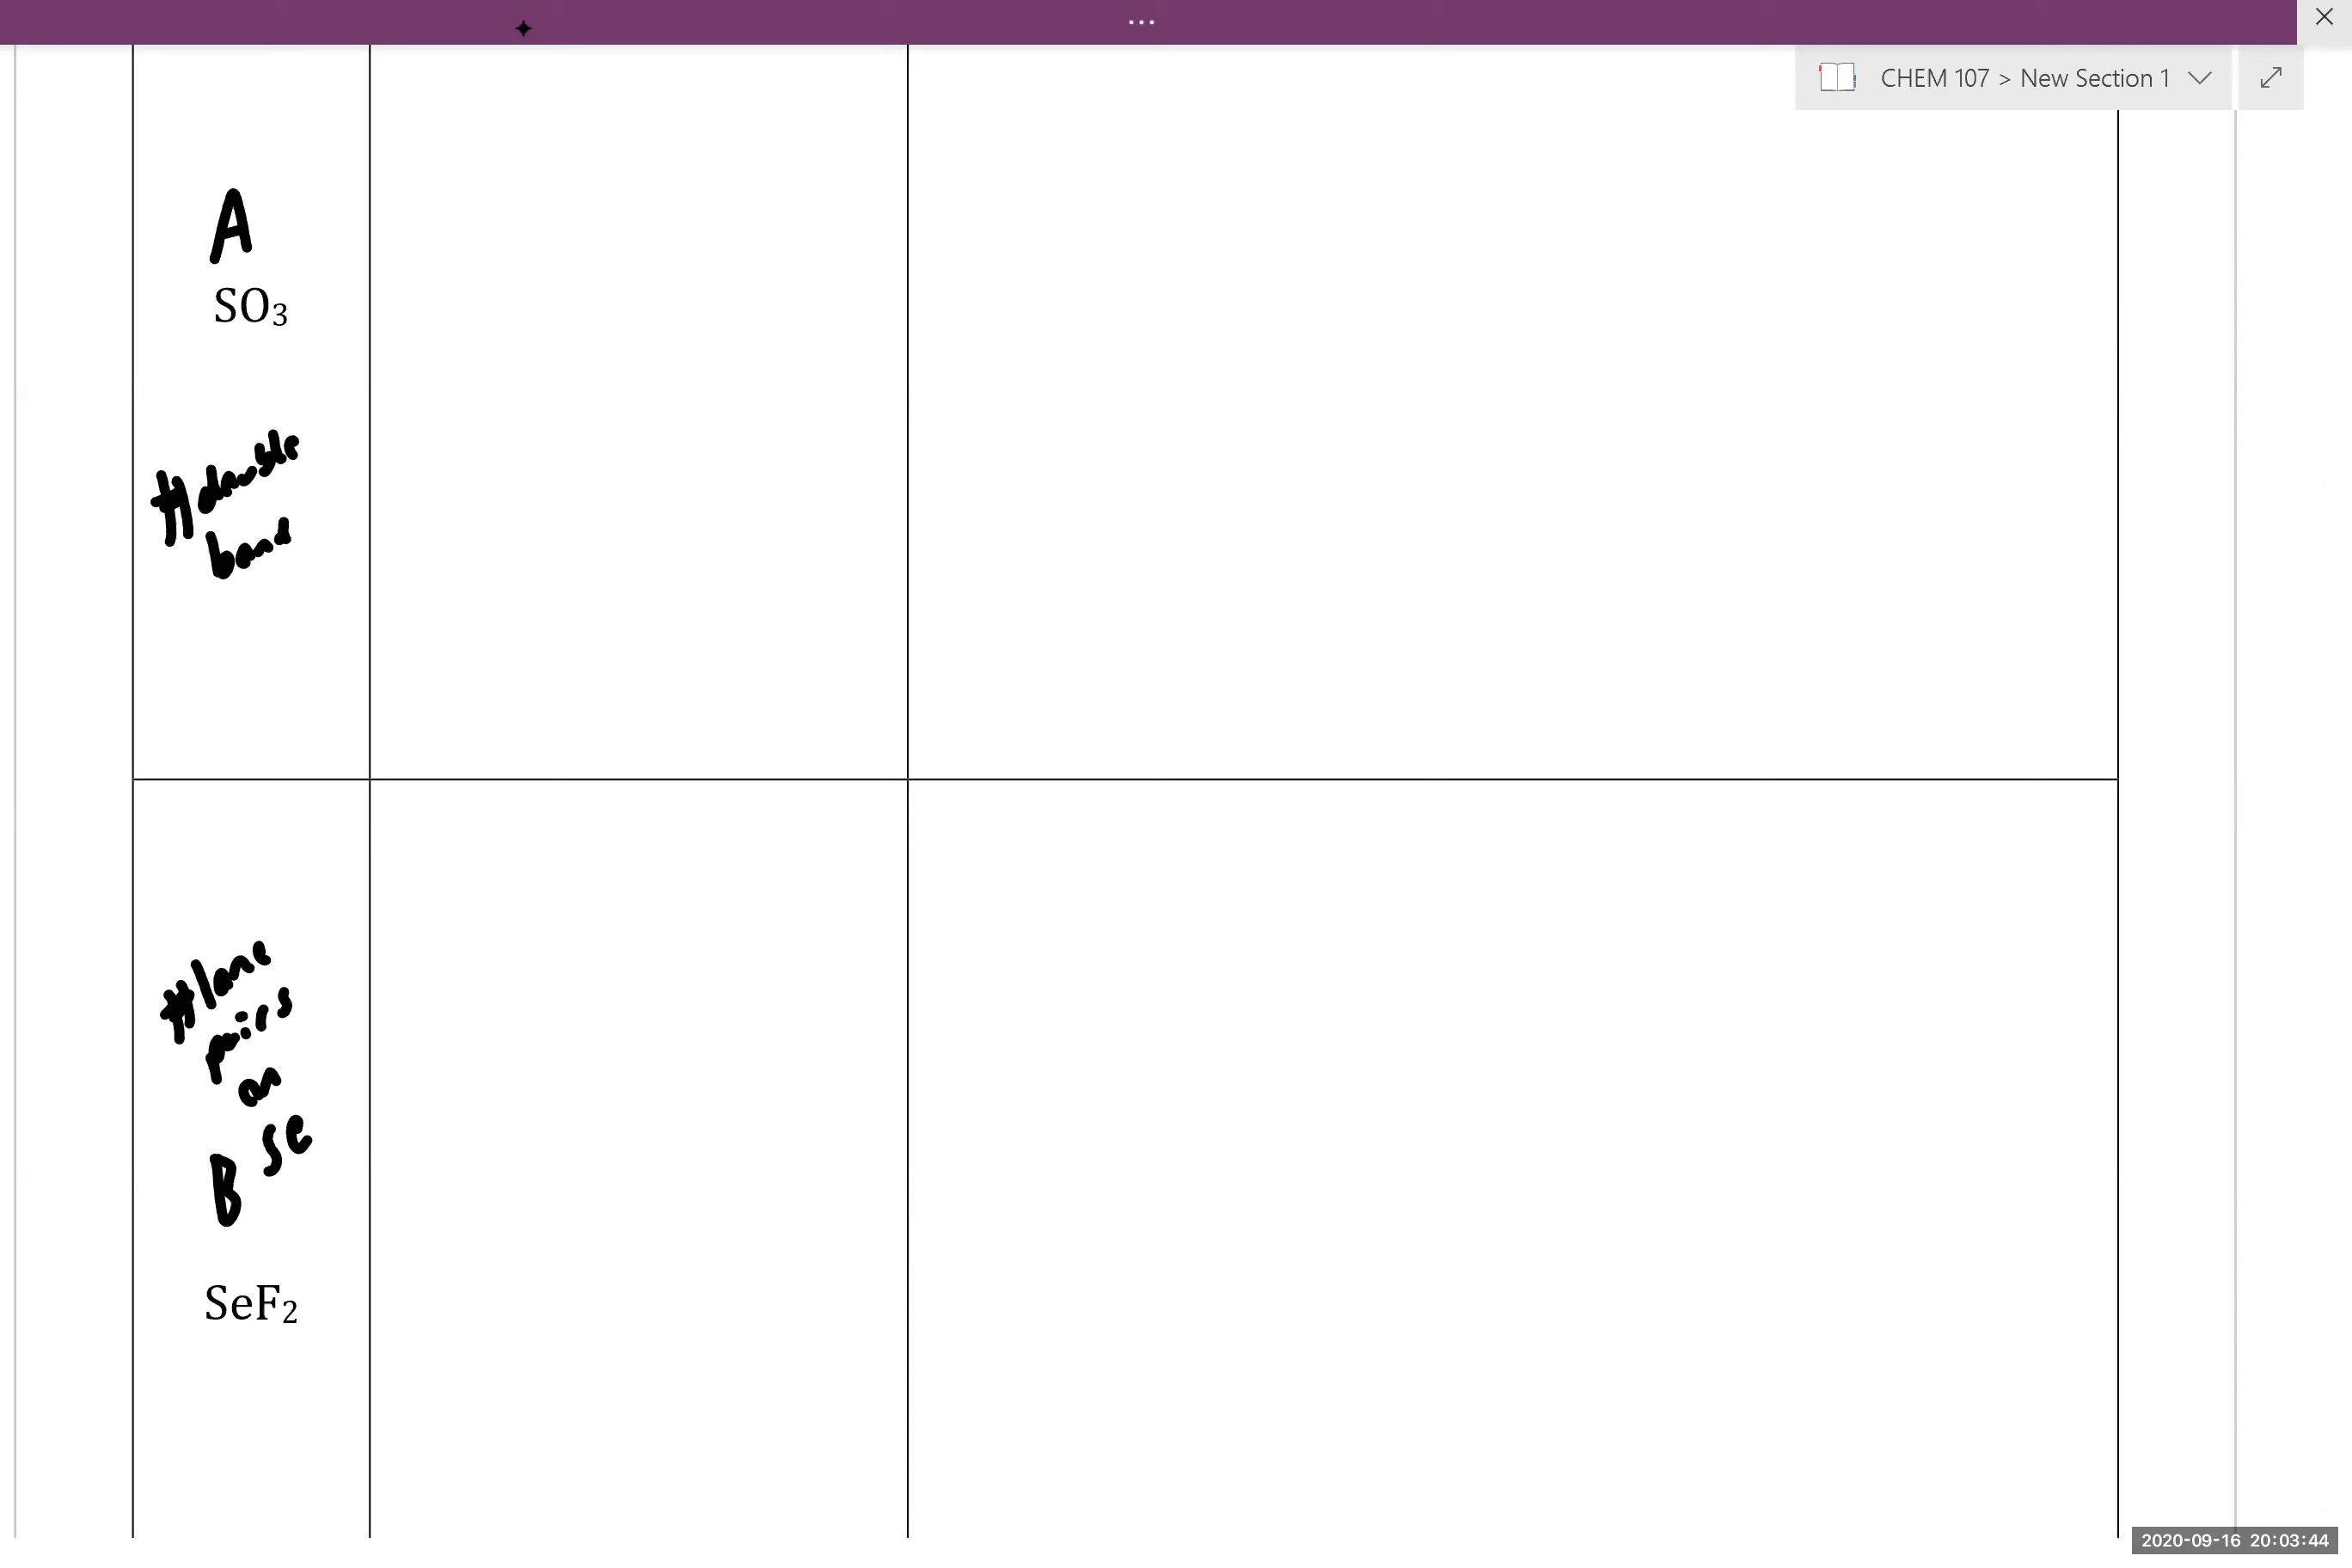 ...
CHEM 107 > New Section 1
A
SO₃
# double
bond
# lone
pairs
on
Se
B
SeF₂
2020-09-16 20:03:44